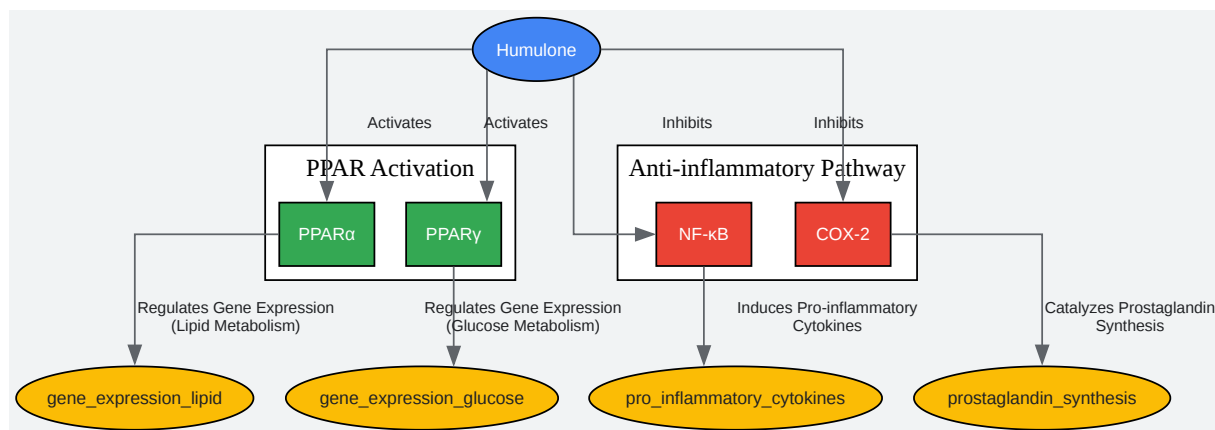 Humulone
Activates
Activates
Inhibits
Inhibits
PPAR Activation
Anti-inflammatory Pathway
PPARα
PPARγ
NF-κB
COX-2
Regulates Gene Expression
(Lipid Metabolism)
Regulates Gene Expression
(Glucose Metabolism)
Induces Pro-inflammatory
Cytokines
Catalyzes Prostaglandin
Synthesis
gene_expression_lipid
gene_expression_glucose
pro_inflammatory_cytokines
prostaglandin_synthesis